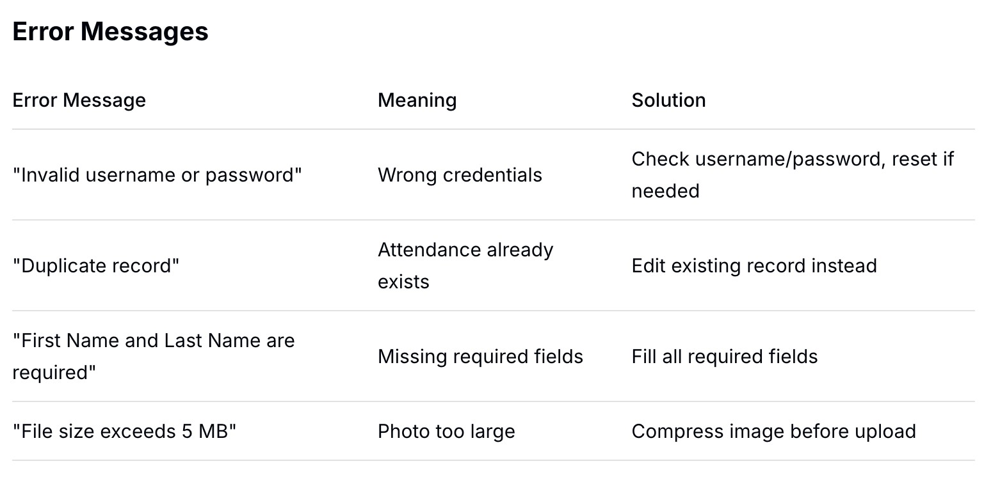 Error Messages
Error Message Meaning Solution
"Invalid username or password" Wrong credentials Check username/password, reset if
needed
"Duplicate record" Attendance already
exists Edit existing record instead
"First Name and Last Name are
required" Missing required fields Fill all required fields
"File size exceeds 5 MB" Photo too large Compress image before upload